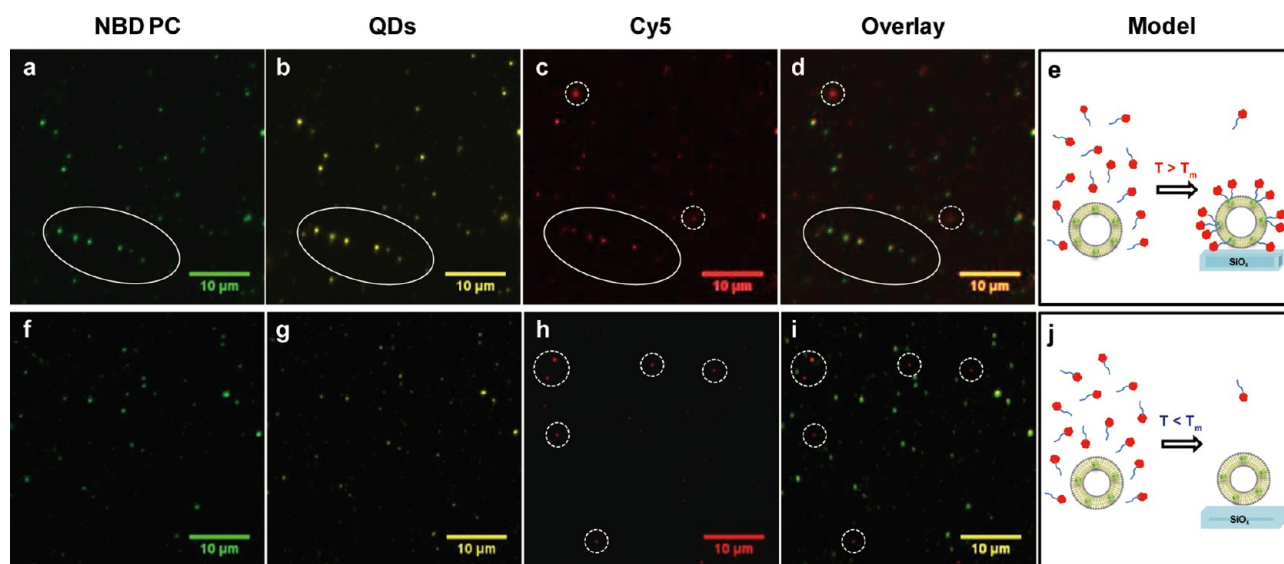 NBD PC
QDs
Cy5
Overlay
Model
a
b
c
d
e
T > Tm
SiOx
10 µm
10 µm
10 µm
10 µm
f
g
h
i
j
T < Tm
SiOx
10 µm
10 µm
10 µm
10 µm